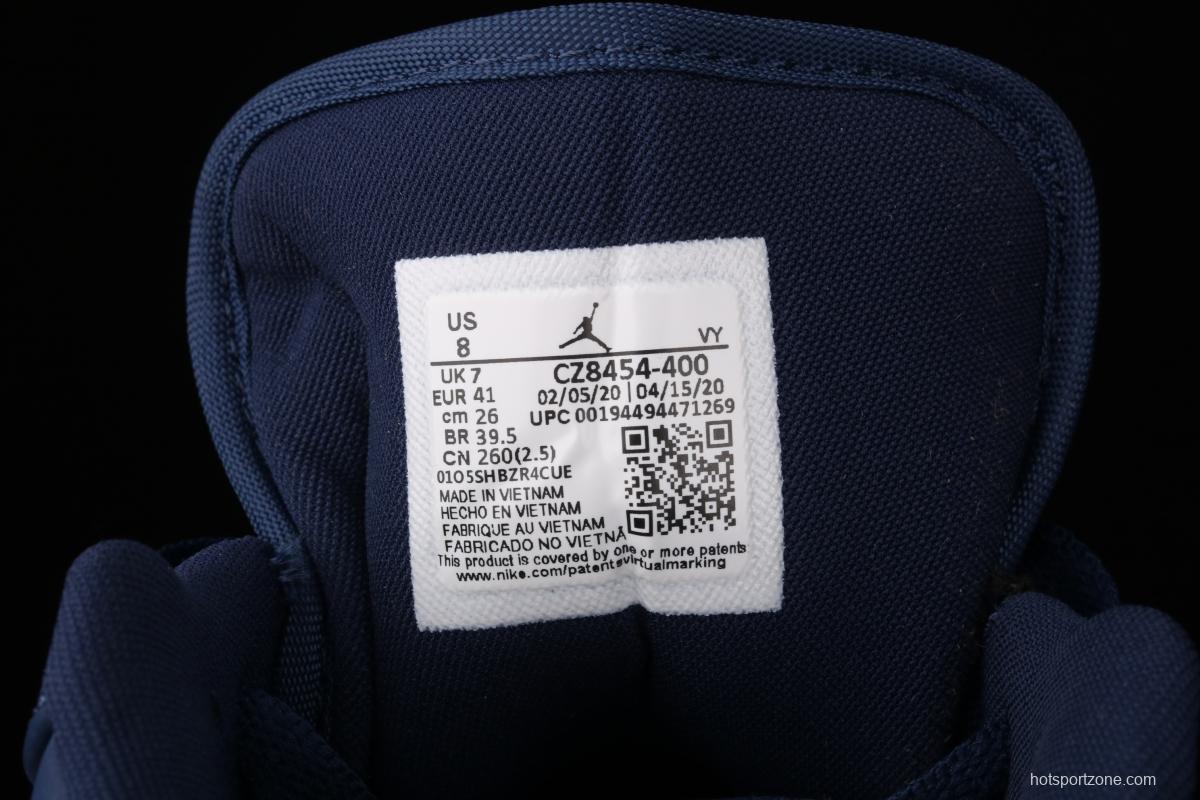 US
8
VY
UK 7
CZ8454-400
EUR 41
02/05/20 | 04/15/20
cm 26
UPC 00194494471269
BR 39.5
CN 260(2.5)
0105SHBZR4CUE
MADE IN VIETNAM
HECHO EN VIETNAM
FABRIQUE AU VIETNAM
FABRICADO NO VIETNA
This product is covered by one or more patents
www.nike.com/patentsvirtualmarking
hotsportzone.com